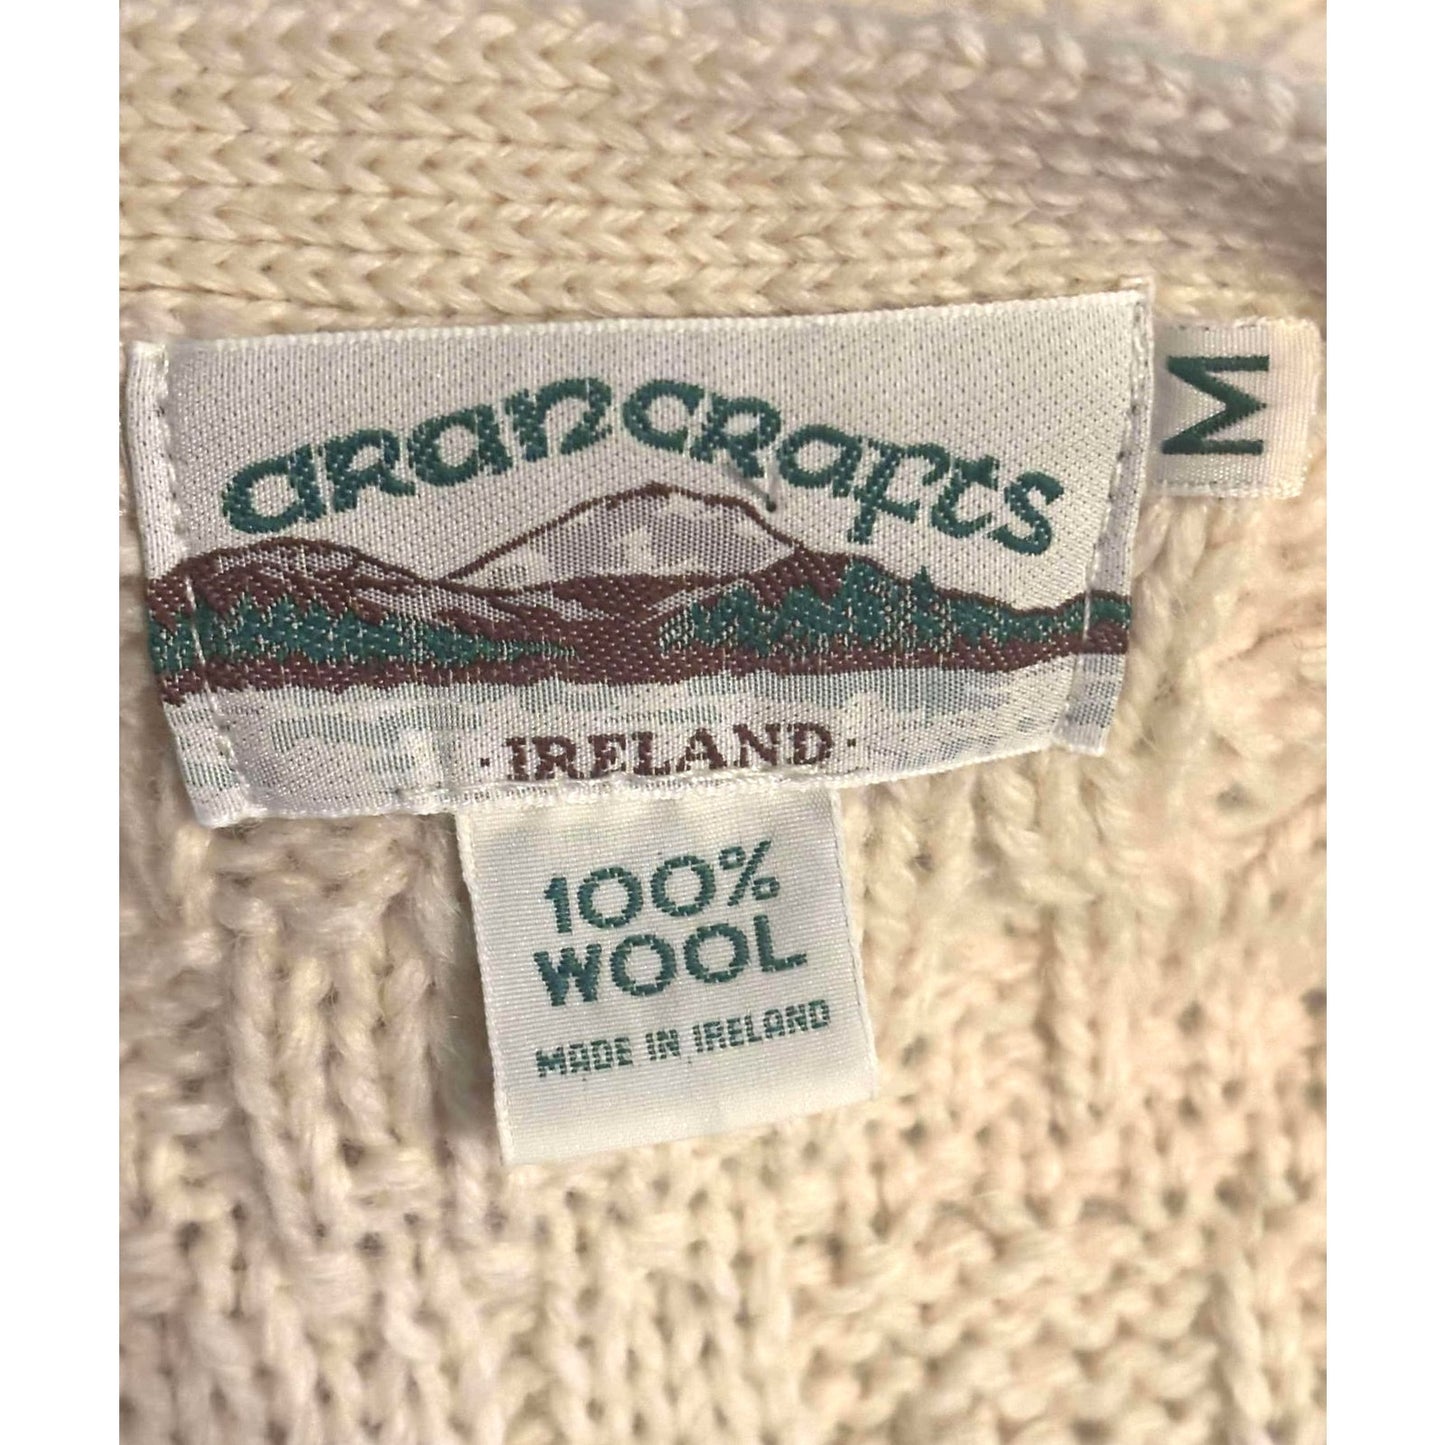 arancrafts
M
· IRELAND ·
100%
WOOL
MADE IN IRELAND